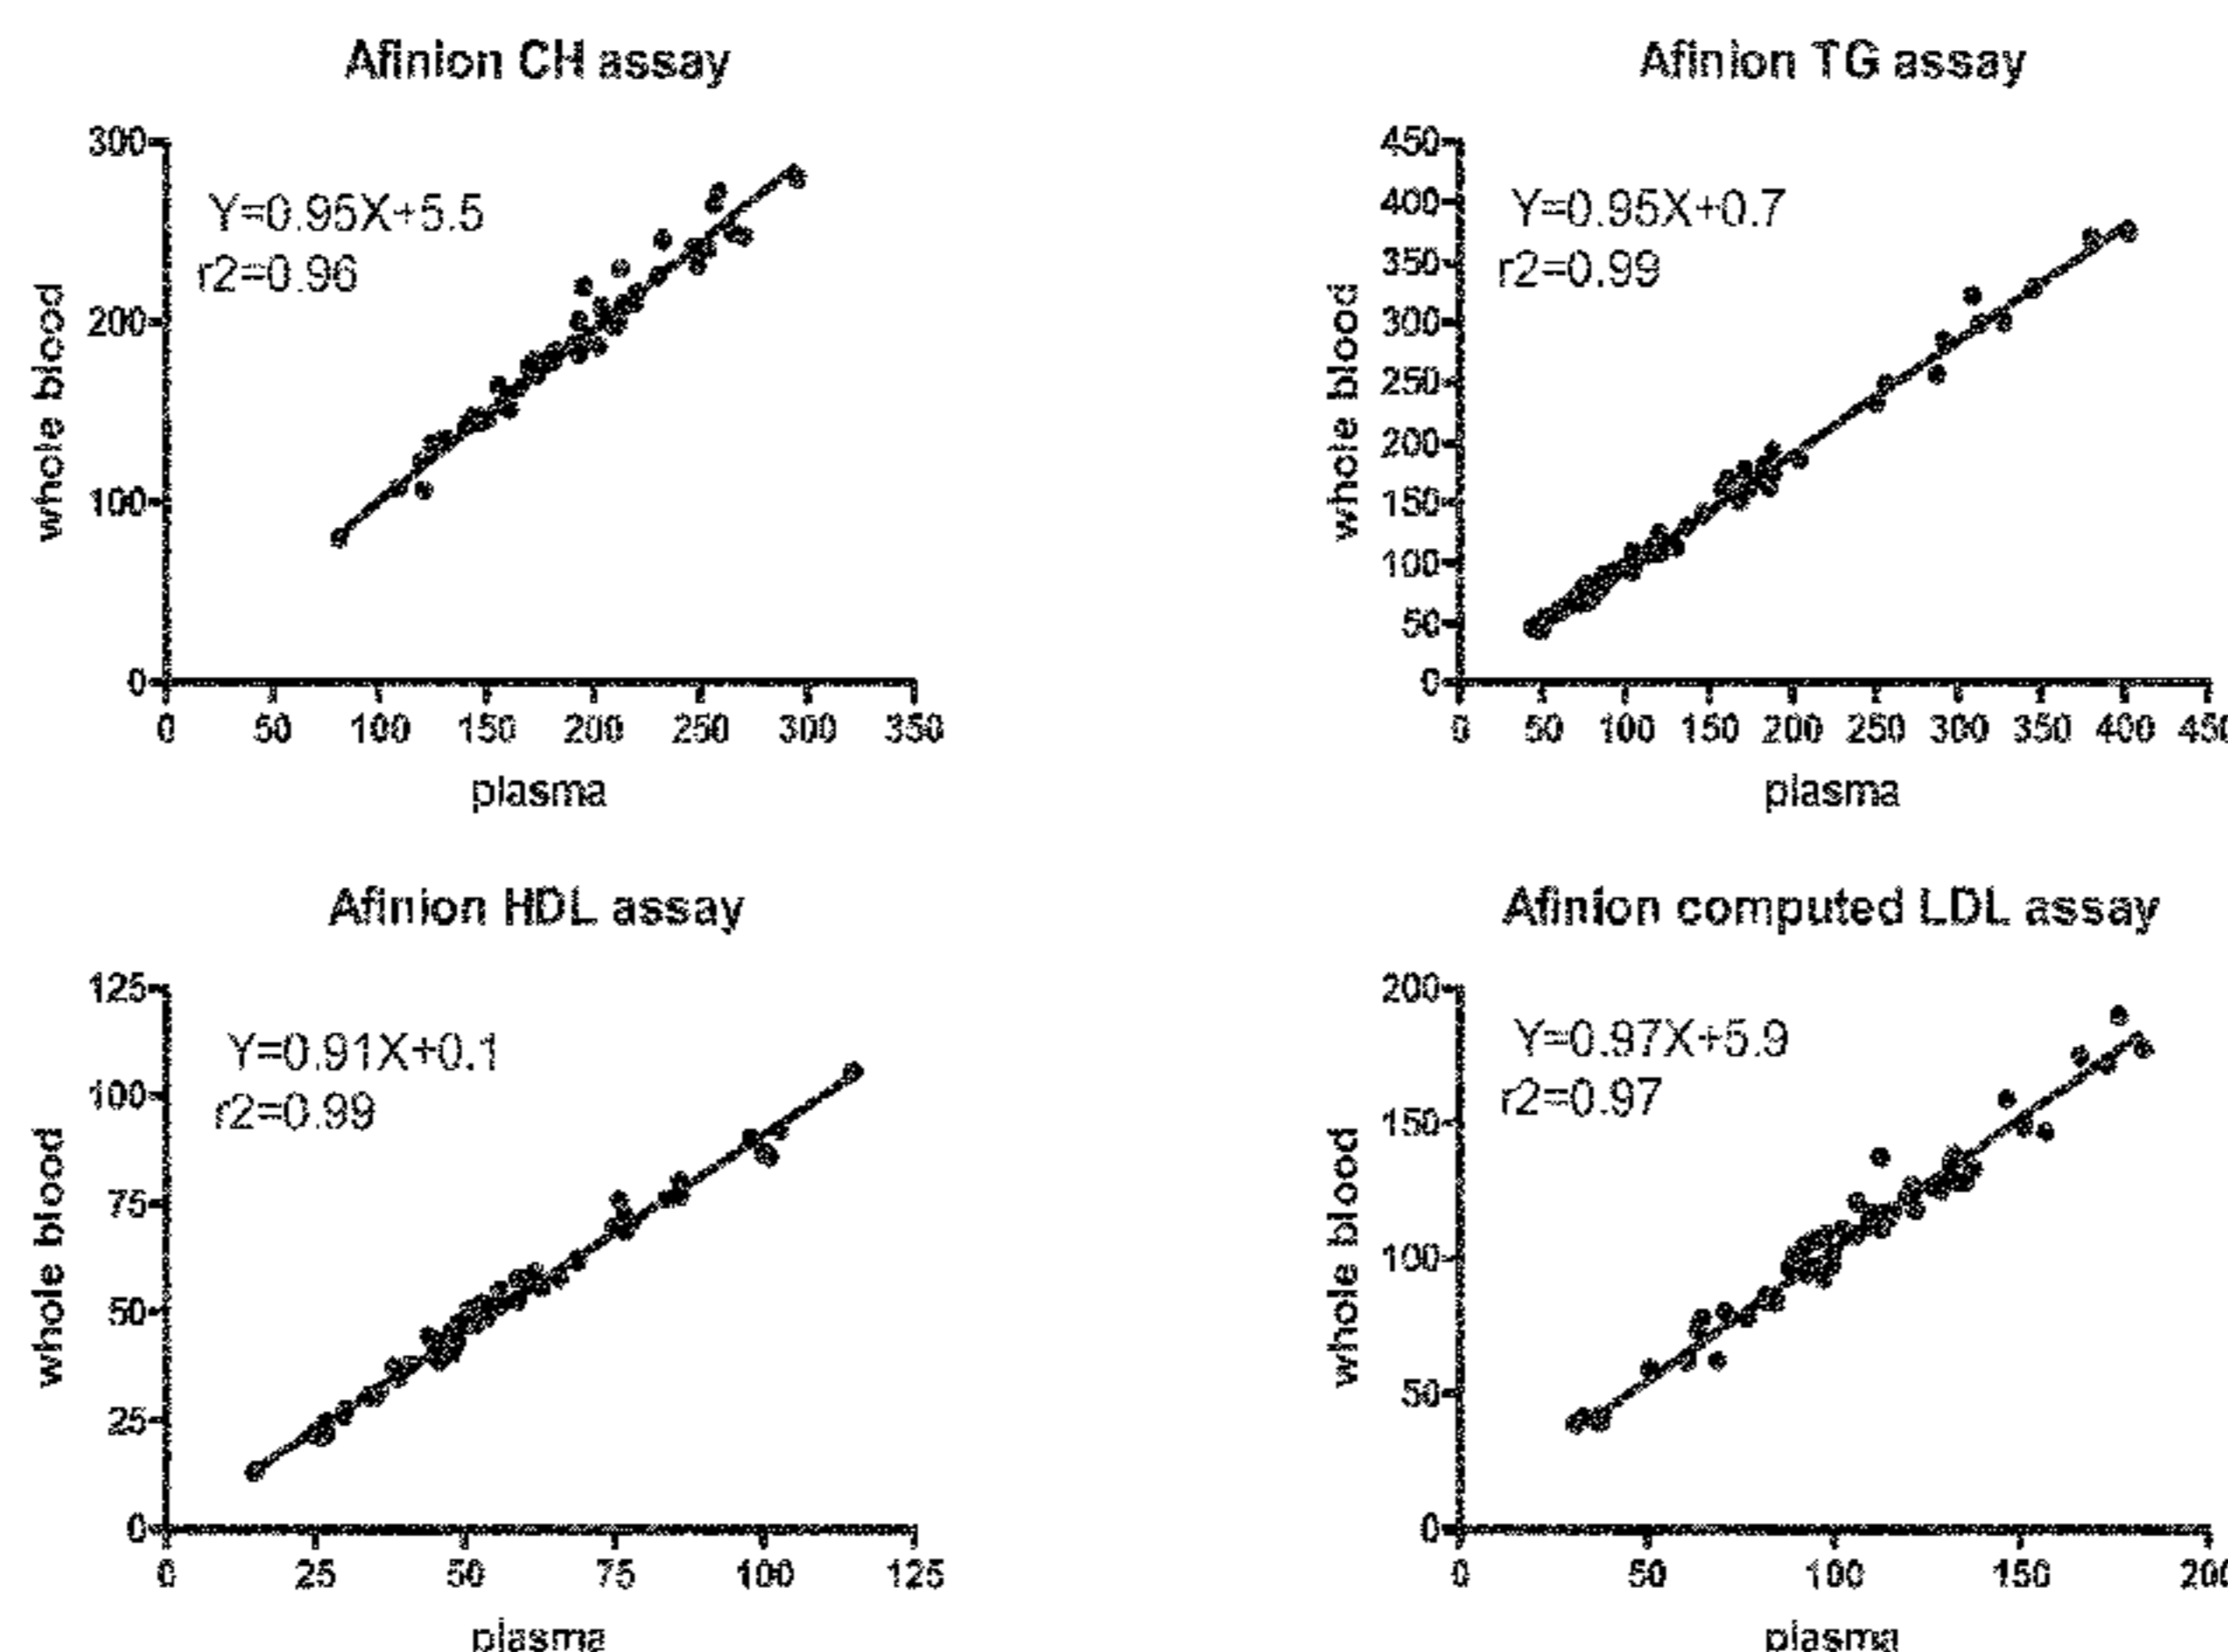 Afinion CH assay
300
200
100
0
Y=0.95X+5.5
r2=0.96
whole blood
0 50 100 150 200 250 300 350
plasma
Afinion TG assay
450
400
350
300
250
200
150
100
50
0
Y=0.95X+0.7
r2=0.99
whole blood
0 50 100 150 200 250 300 350 400 450
plasma
Afinion HDL assay
125
100
75
50
25
0
Y=0.91X+0.1
r2=0.99
whole blood
0 25 50 75 100 125
plasma
Afinion computed LDL assay
200
150
100
50
0
Y=0.97X+5.9
r2=0.97
whole blood
0 50 100 150 200
plasma